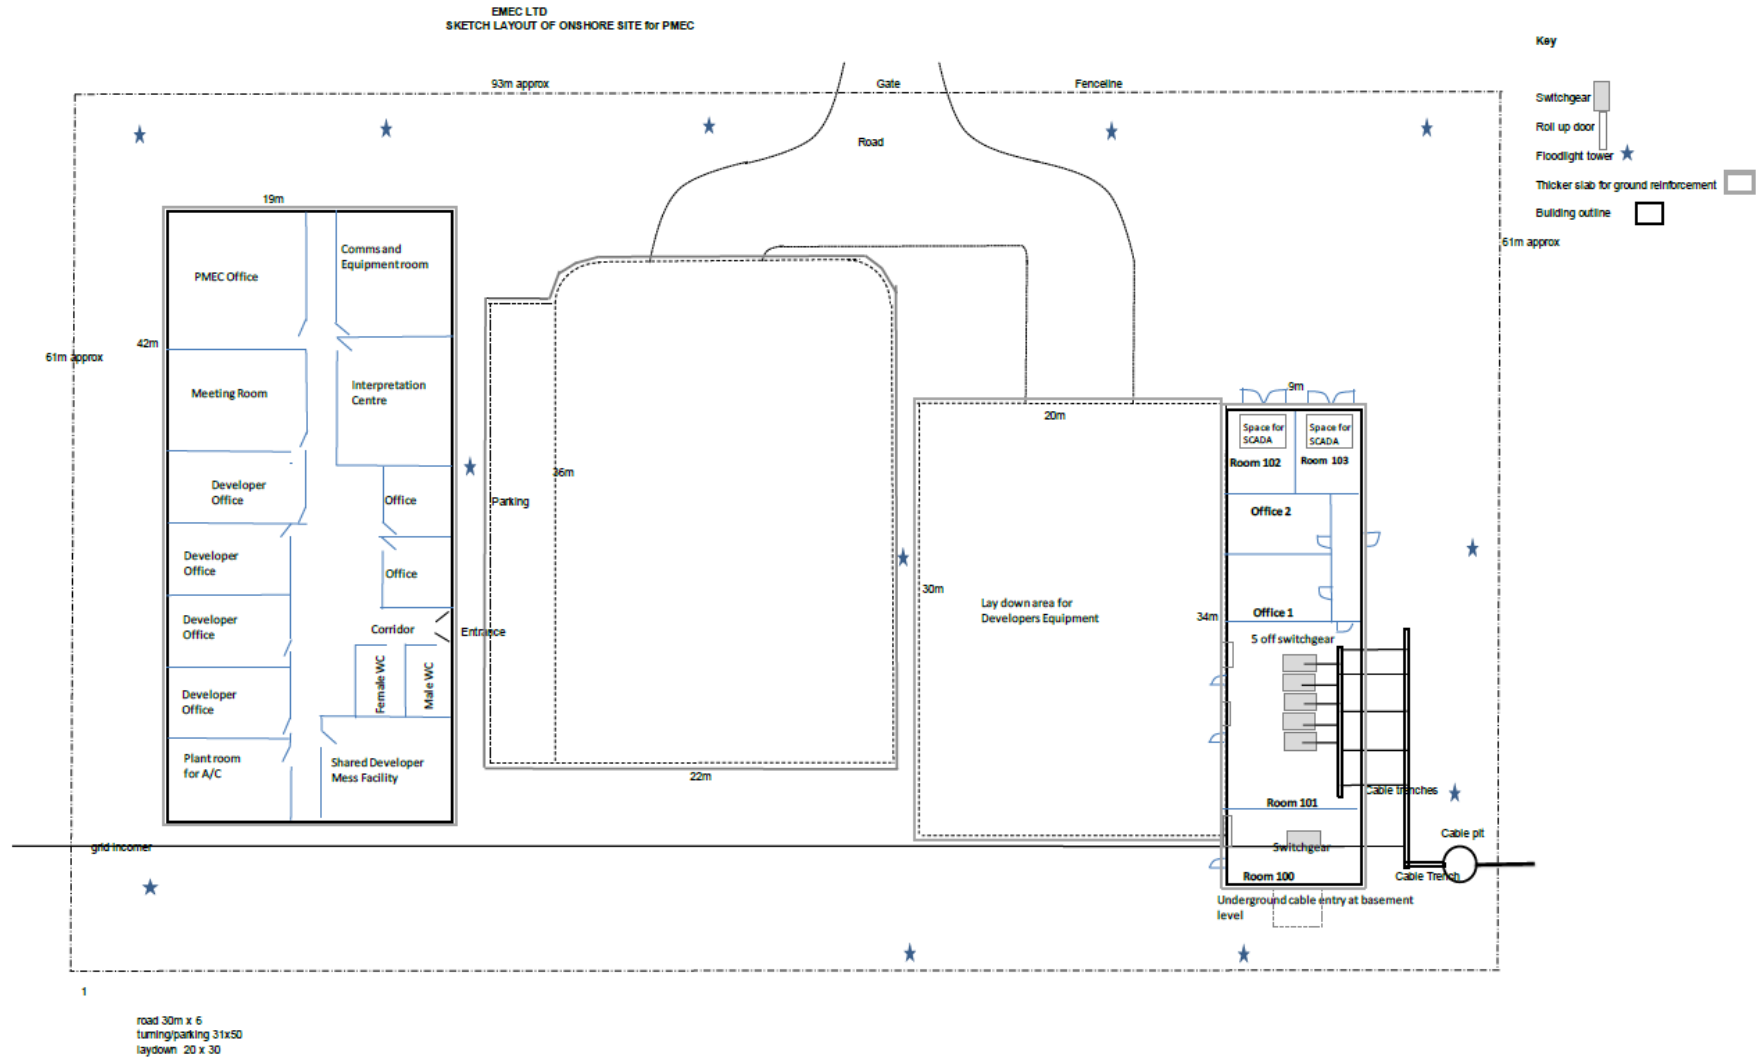 EMEC LTD
SKETCH LAYOUT OF ONSHORE SITE for PMEC
Key
Switchgear
Roll up door
Floodlight tower
Thicker slab for ground reinforcement
Building outline
93m approx
Gate
Fenceline
Road
61m approx
61m approx
19m
42m
PMEC Office
Comms and
Equipment room
Meeting Room
Interpretation
Centre
Developer
Office
Office
Developer
Office
Office
Developer
Office
Corridor
Entrance
Female WC
Male WC
Developer
Office
Plant room
for A/C
Shared Developer
Mess Facility
Parking
36m
22m
20m
30m
Lay down area for
Developers Equipment
34m
9m
Space for
SCADA
Space for
SCADA
Room 102
Room 103
Office 2
Office 1
5 off switchgear
Room 101
Switchgear
Room 100
Cable trenches
Cable pit
Cable Trench
Underground cable entry at basement
level
grid incomer
1
road 30m x 6
turning/parking 31x50
laydown 20 x 30